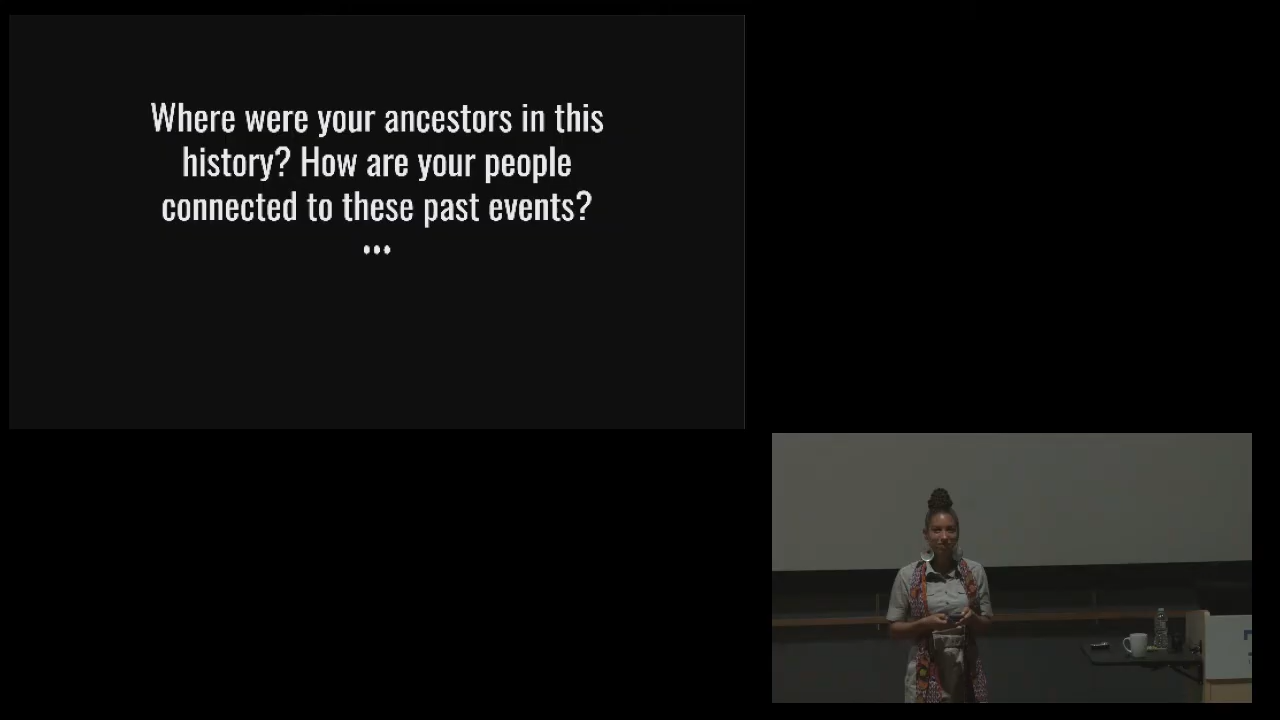 Where were your ancestors in this
history? How are your people
connected to these past events?
...